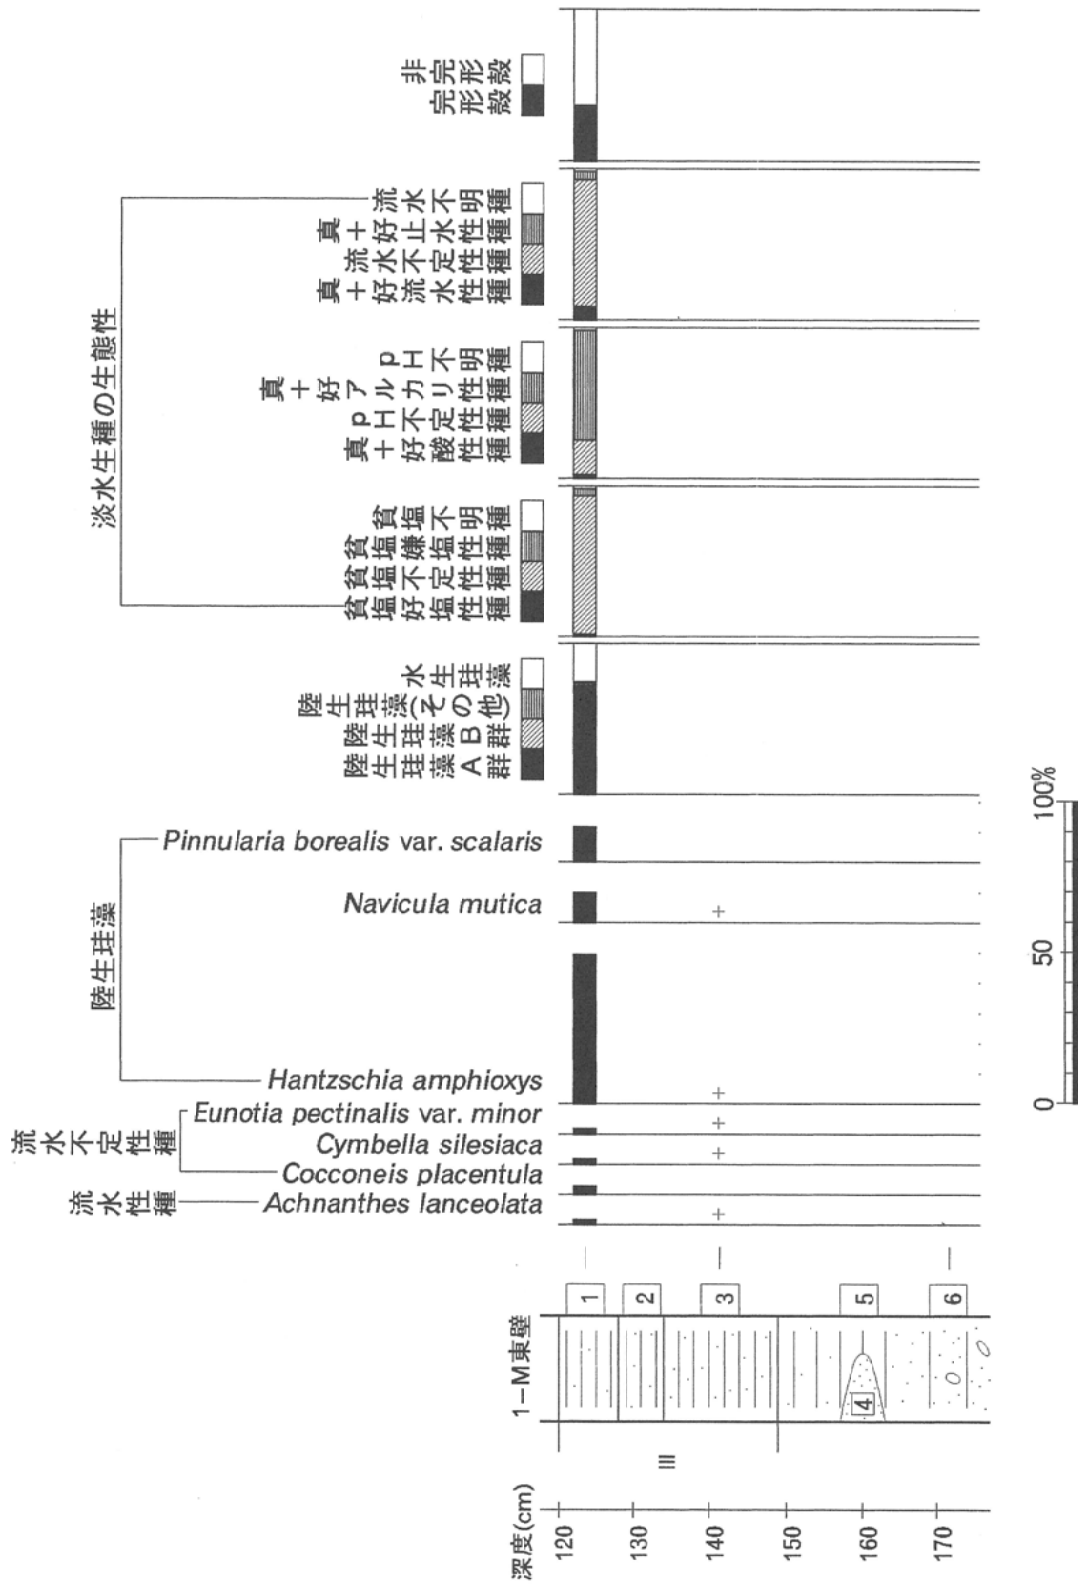 深度(cm)
120
130
140
150
160
170
III
1-M東壁
1
2
3
4
5
6
流水性種
Achnanthes lanceolata
流水不定性種
Cocconeis placentula
Cymbella silesiaca
Eunotia pectinalis var. minor
陸生珪藻
Hantzschia amphioxys
Navicula mutica
Pinnularia borealis var. scalaris
+
+
+
+
+
陸生珪藻A群
陸生珪藻B群
陸生珪藻(その他)
水生珪藻
淡水生種の生態性
貧塩好塩性種
貧塩不定性種
貧塩嫌塩性種
貧塩不明種
真+好酸性種
pH不定性種
真+好アルカリ性種
pH不明種
真+好流水性種
流水不定性種
真+好止水性種
流水不明種
完形殻
非完形殻
0
50
100%